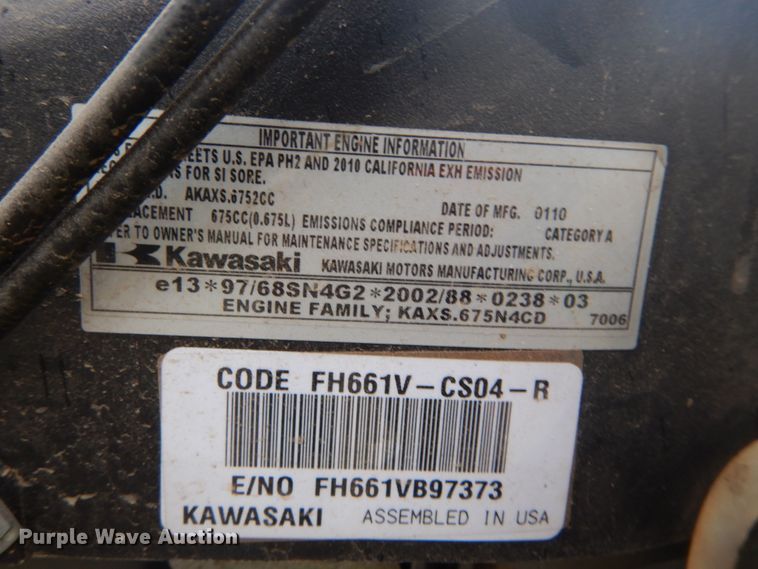 IMPORTANT ENGINE INFORMATION
MEETS U.S. EPA PH2 AND 2010 CALIFORNIA EXH EMISSION
FOR SI SORE.
AKAXS.6752CC DATE OF MFG. 0110
675CC(0.675L) EMISSIONS COMPLIANCE PERIOD: CATEGORY A
TO OWNER'S MANUAL FOR MAINTENANCE SPECIFICATIONS AND ADJUSTMENTS.
Kawasaki KAWASAKI MOTORS MANUFACTURING CORP., U.S.A.
e13*97/68SN4G2*2002/88*0238*03
ENGINE FAMILY; KAXS.675N4CD 7006
CODE FH661V-CS04-R
E/NO FH661VB97373
KAWASAKI ASSEMBLED IN USA
Purple Wave Auction